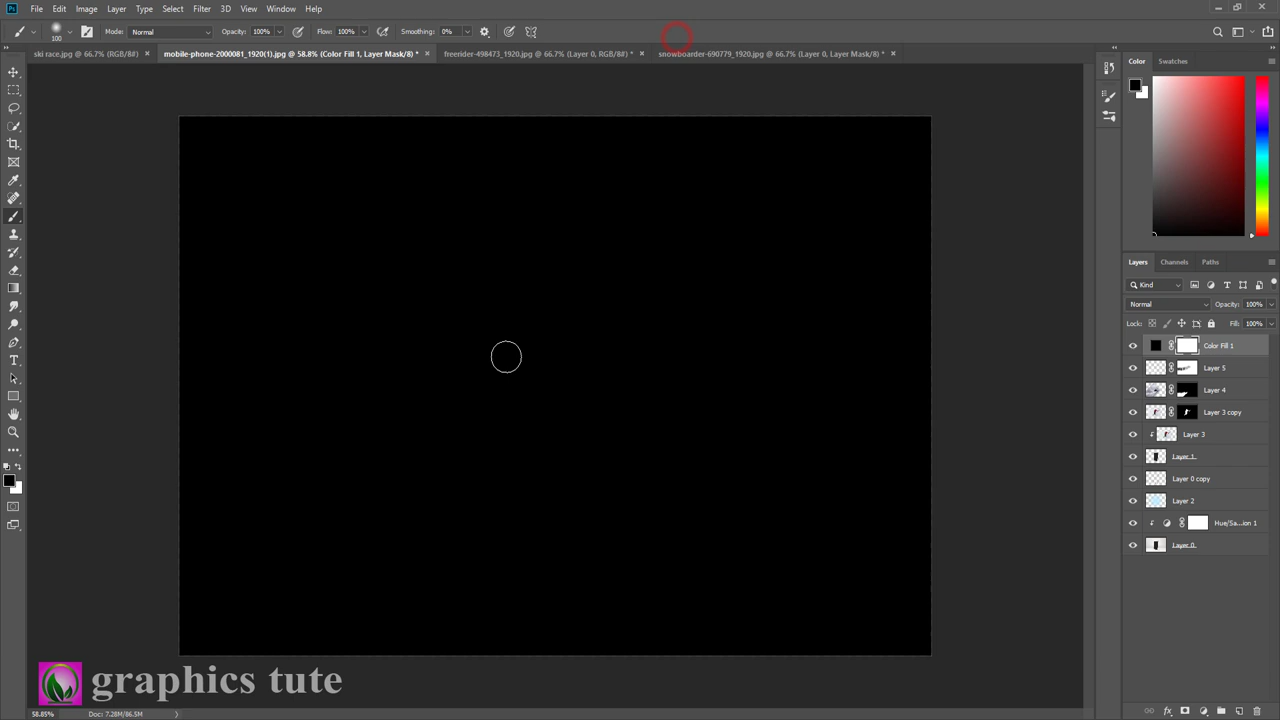 Ps File Edit Image Layer Type Select Filter 3D View Window Help
100 Mode: Normal Opacity: 100% Flow: 100% Smoothing: 0%
ski race.jpg @ 66.7% (RGB/8#) × mobile-phone-2000081_1920(1).jpg @ 58.8% (Color Fill 1, Layer Mask/8) * × freerider-498473_1920.jpg @ 66.7% (Layer 0, RGB/8#) * × snowboarder-690779_1920.jpg @ 66.7% (Layer 0, Layer Mask/8) * ×
Color Swatches
Layers Channels Paths
Kind
Normal Opacity: 100%
Lock: Fill: 100%
Color Fill 1
Layer 5
Layer 4
Layer 3 copy
Layer 3
Layer 1
Layer 0 copy
Layer 2
Hue/Sa...ion 1
Layer 0
graphics tute
58.85% Doc: 7.28M/86.5M